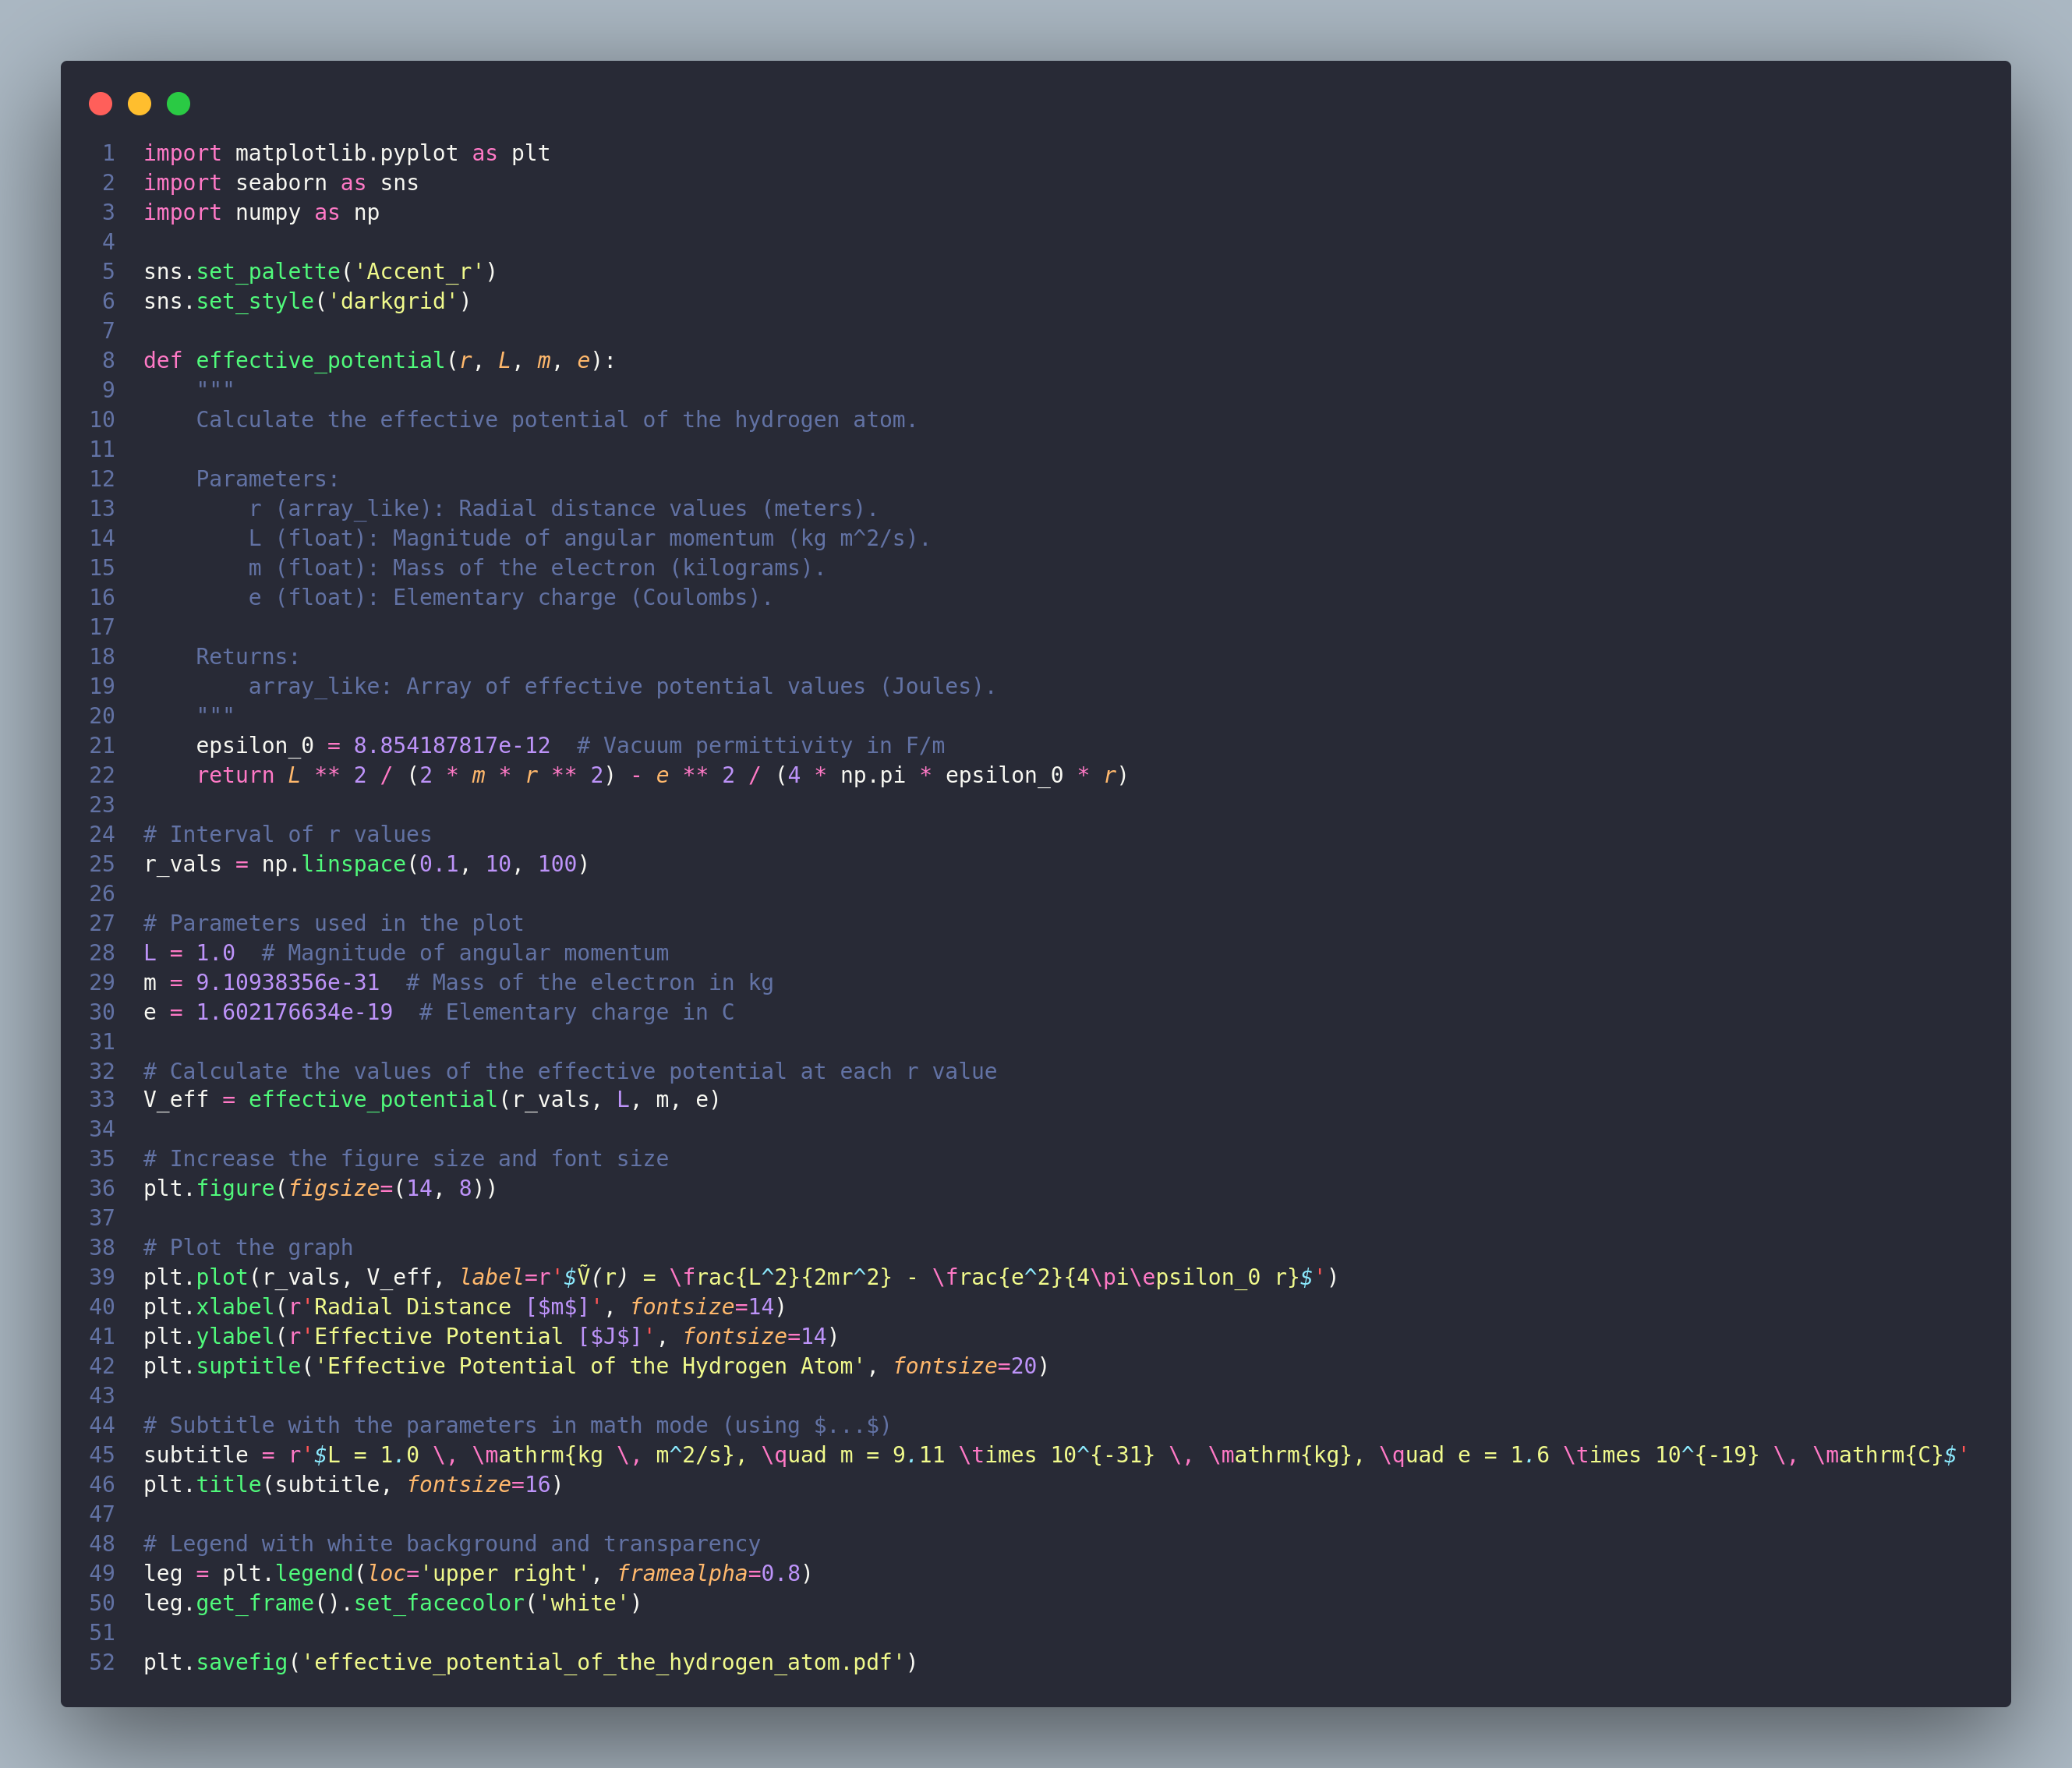 1 import matplotlib.pyplot as plt
2 import seaborn as sns
3 import numpy as np
4
5 sns.set_palette('Accent_r')
6 sns.set_style('darkgrid')
7
8 def effective_potential(r, L, m, e):
9     """
10     Calculate the effective potential of the hydrogen atom.
11
12     Parameters:
13         r (array_like): Radial distance values (meters).
14         L (float): Magnitude of angular momentum (kg m^2/s).
15         m (float): Mass of the electron (kilograms).
16         e (float): Elementary charge (Coulombs).
17
18     Returns:
19         array_like: Array of effective potential values (Joules).
20     """
21     epsilon_0 = 8.854187817e-12  # Vacuum permittivity in F/m
22     return L ** 2 / (2 * m * r ** 2) - e ** 2 / (4 * np.pi * epsilon_0 * r)
23
24 # Interval of r values
25 r_vals = np.linspace(0.1, 10, 100)
26
27 # Parameters used in the plot
28 L = 1.0  # Magnitude of angular momentum
29 m = 9.10938356e-31  # Mass of the electron in kg
30 e = 1.602176634e-19  # Elementary charge in C
31
32 # Calculate the values of the effective potential at each r value
33 V_eff = effective_potential(r_vals, L, m, e)
34
35 # Increase the figure size and font size
36 plt.figure(figsize=(14, 8))
37
38 # Plot the graph
39 plt.plot(r_vals, V_eff, label=r'$Ṽ(r) = \frac{L^2}{2mr^2} - \frac{e^2}{4\pi\epsilon_0 r}$')
40 plt.xlabel(r'Radial Distance [$m$]', fontsize=14)
41 plt.ylabel(r'Effective Potential [$J$]', fontsize=14)
42 plt.suptitle('Effective Potential of the Hydrogen Atom', fontsize=20)
43
44 # Subtitle with the parameters in math mode (using $...$)
45 subtitle = r'$L = 1.0 \, \mathrm{kg \, m^2/s}, \quad m = 9.11 \times 10^{-31} \, \mathrm{kg}, \quad e = 1.6 \times 10^{-19} \, \mathrm{C}$'
46 plt.title(subtitle, fontsize=16)
47
48 # Legend with white background and transparency
49 leg = plt.legend(loc='upper right', framealpha=0.8)
50 leg.get_frame().set_facecolor('white')
51
52 plt.savefig('effective_potential_of_the_hydrogen_atom.pdf')